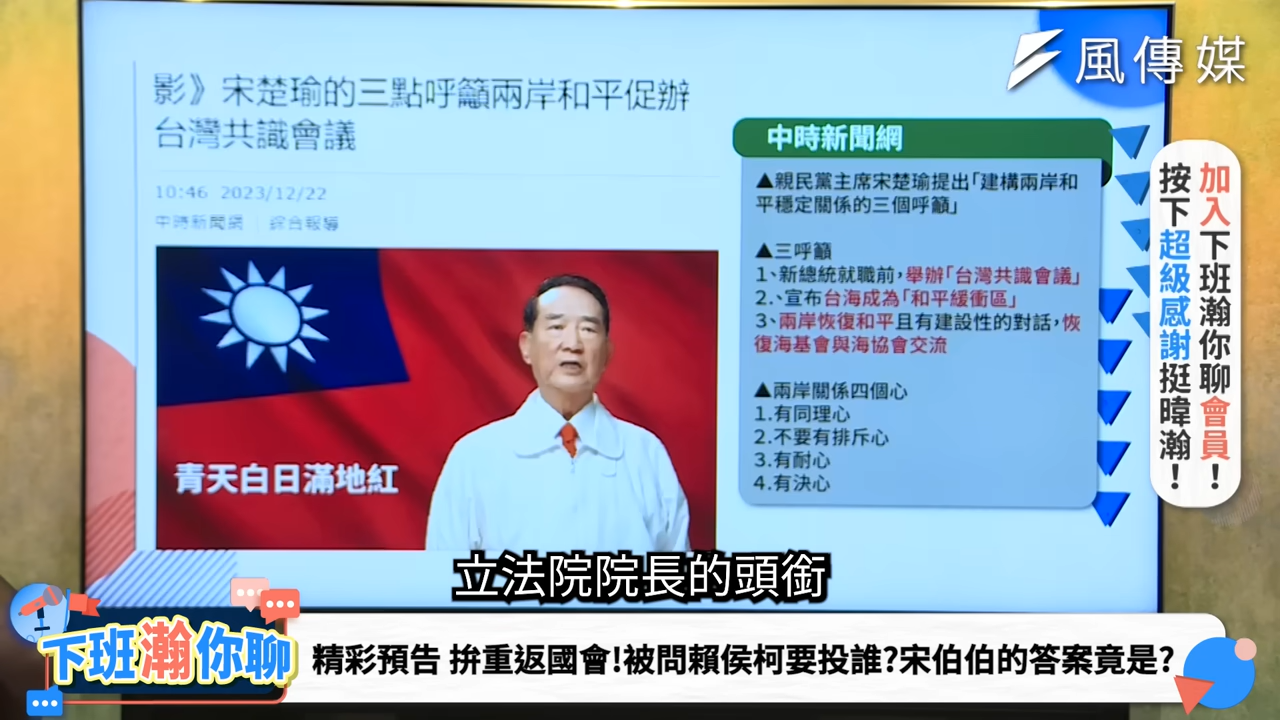 風傳媒
影》宋楚瑜的三點呼籲兩岸和平促辦
台灣共識會議
10:46 2023/12/22
中時新聞網 綜合報導
青天白日滿地紅
中時新聞網
▲親民黨主席宋楚瑜提出「建構兩岸和
平穩定關係的三個呼籲」
▲三呼籲
1、新總統就職前,舉辦「台灣共識會議」
2.、宣布台海成為「和平緩衝區」
3、兩岸恢復和平且有建設性的對話,恢
復海基會與海協會交流
▲兩岸關係四個心
1.有同理心
2.不要有排斥心
3.有耐心
4.有決心
加入下班瀚你聊會員!
按下超級感謝挺暐瀚!
立法院院長的頭銜
下班瀚你聊
精彩預告 拚重返國會!被問賴侯柯要投誰?宋伯伯的答案竟是?